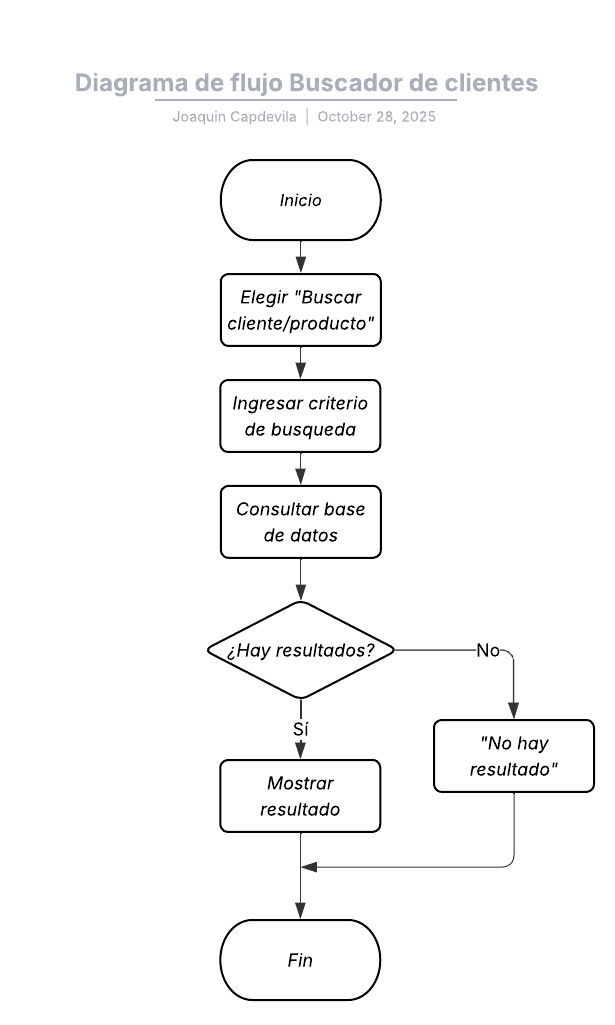 Diagrama de flujo Buscador de clientes
Joaquin Capdevila | October 28, 2025
Inicio
Elegir "Buscar
cliente/producto"
Ingresar criterio
de busqueda
Consultar base
de datos
¿Hay resultados?
No
Sí
"No hay
resultado"
Mostrar
resultado
Fin